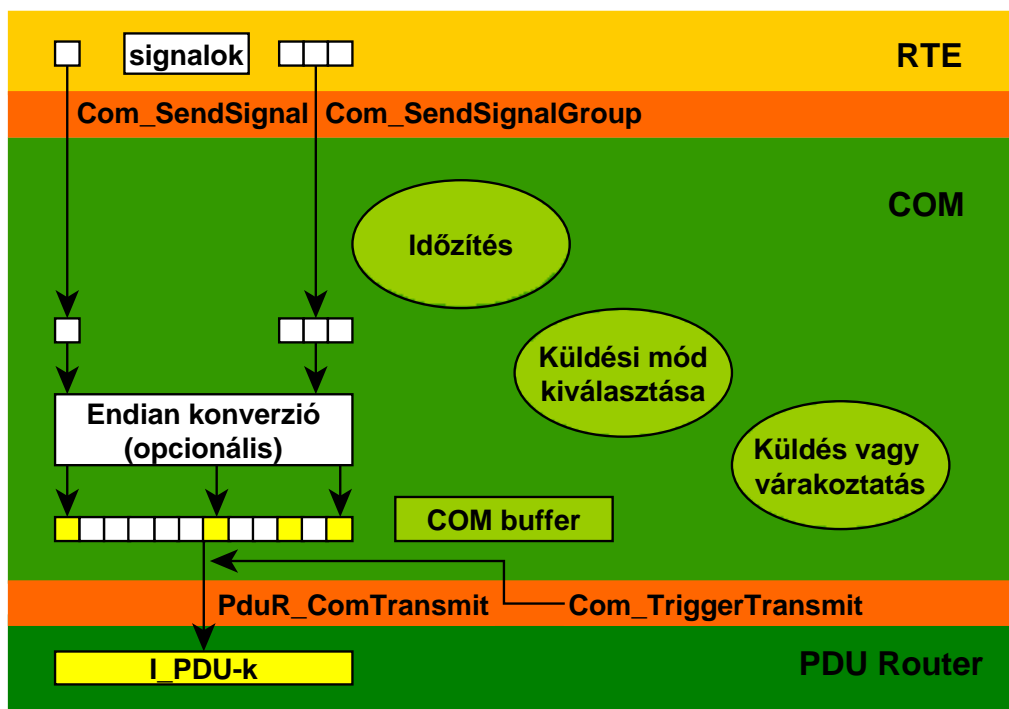 signalok
RTE
Com_SendSignal
Com_SendSignalGroup
COM
Időzítés
Küldési mód
kiválasztása
Endian konverzió
(opcionális)
Küldés vagy
várakoztatás
COM buffer
PduR_ComTransmit
Com_TriggerTransmit
I_PDU-k
PDU Router